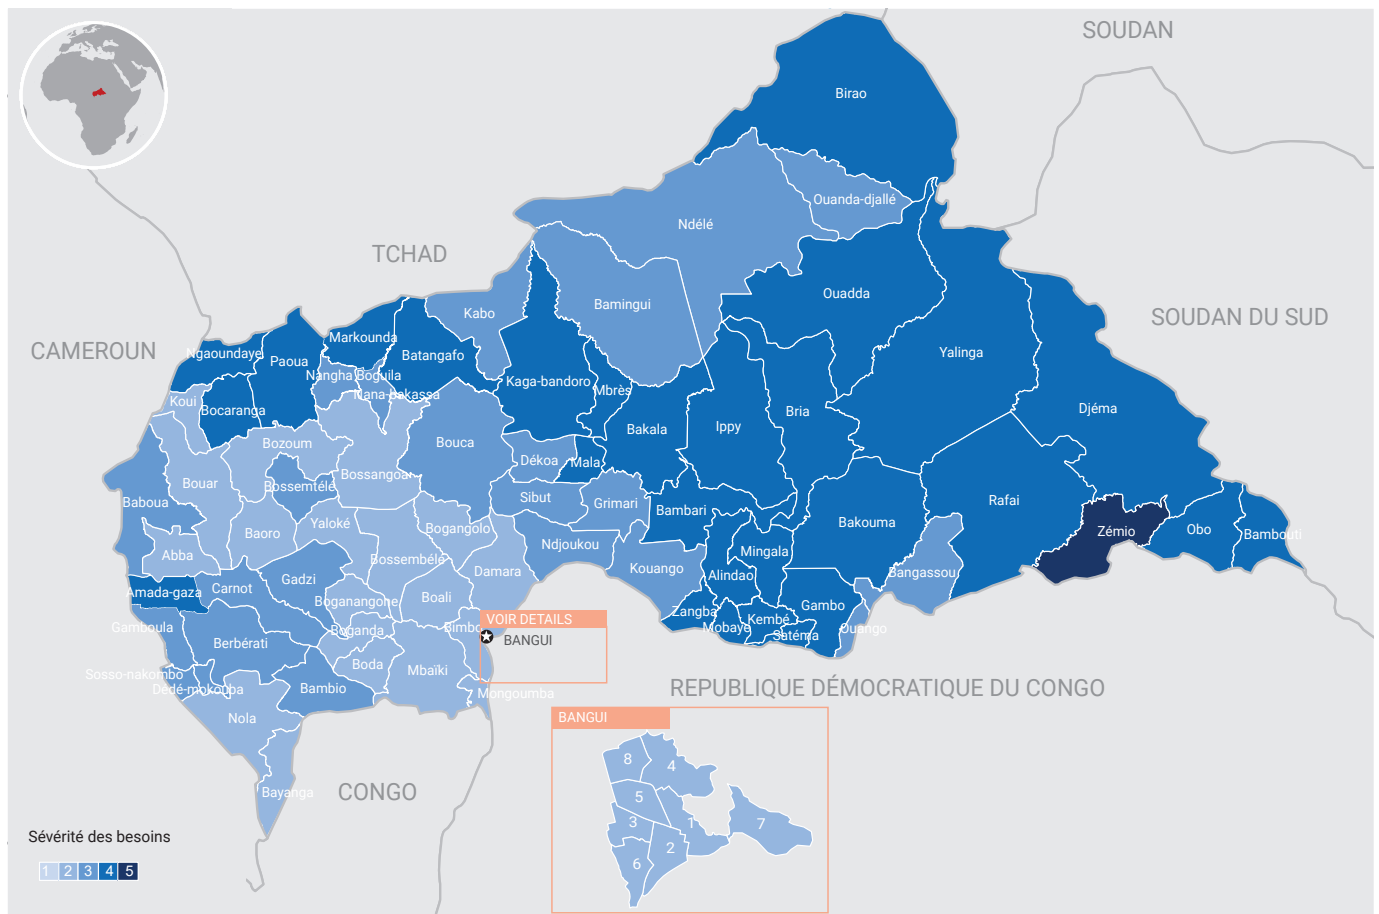 SOUDAN
Birao
Ouanda-djallé
Ndélé
TCHAD
Ouadda
Bamingui
SOUDAN DU SUD
Kabo
CAMEROUN
Markounda
Ngaoundaye
Paoua
Batangafo
Yalinga
Nangha Boguila
Kaga-bandoro
Mbrès
Nana-bakassa
Koui
Bocaranga
Djéma
Bria
Ippy
Bakala
Bozoum
Bouca
Dékoa
Mala
Bossangoa
Bouar
Bossemtélé
Baboua
Sibut
Grimari
Rafai
Bambari
Bakouma
Yaloké
Bogangolo
Baoro
Zémio
Obo
Bambouti
Ndjoukou
Mingala
Abba
Bossembélé
Damara
Kouango
Alindao
Bangassou
Gadzi
Carnot
Amada-gaza
Boali
Boganangone
Gambo
Zangba
VOIR DETAILS
Kembé
Gamboula
Boganda
Bimbo
Mobaye
Satéma
Ouango
BANGUI
Berbérati
Boda
Mbaïki
Sosso-nakombo
Dédé-mokouba
Bambio
Mongoumba
REPUBLIQUE DÉMOCRATIQUE DU CONGO
Nola
BANGUI
8
4
CONGO
Bayanga
5
3
1
7
2
6
Sévérité des besoins
1 2 3 4 5